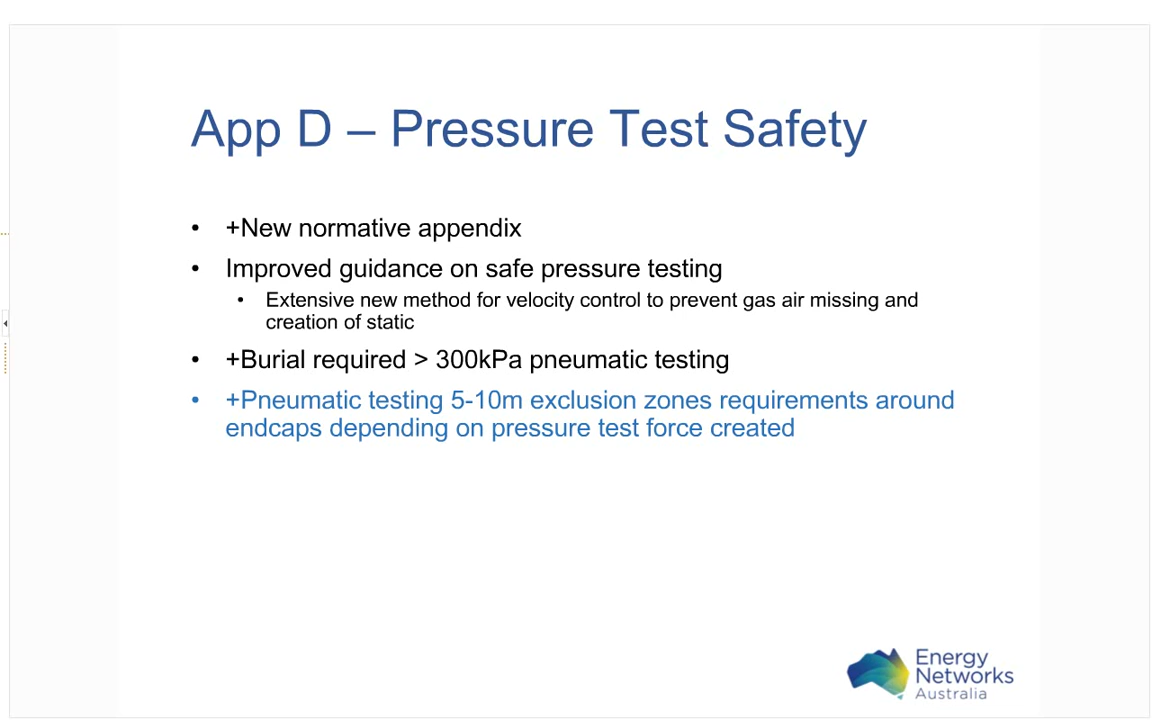 App D – Pressure Test Safety
• +New normative appendix
• Improved guidance on safe pressure testing
• Extensive new method for velocity control to prevent gas air missing and
creation of static
• +Burial required > 300kPa pneumatic testing
• +Pneumatic testing 5-10m exclusion zones requirements around
endcaps depending on pressure test force created
Energy
Networks
Australia